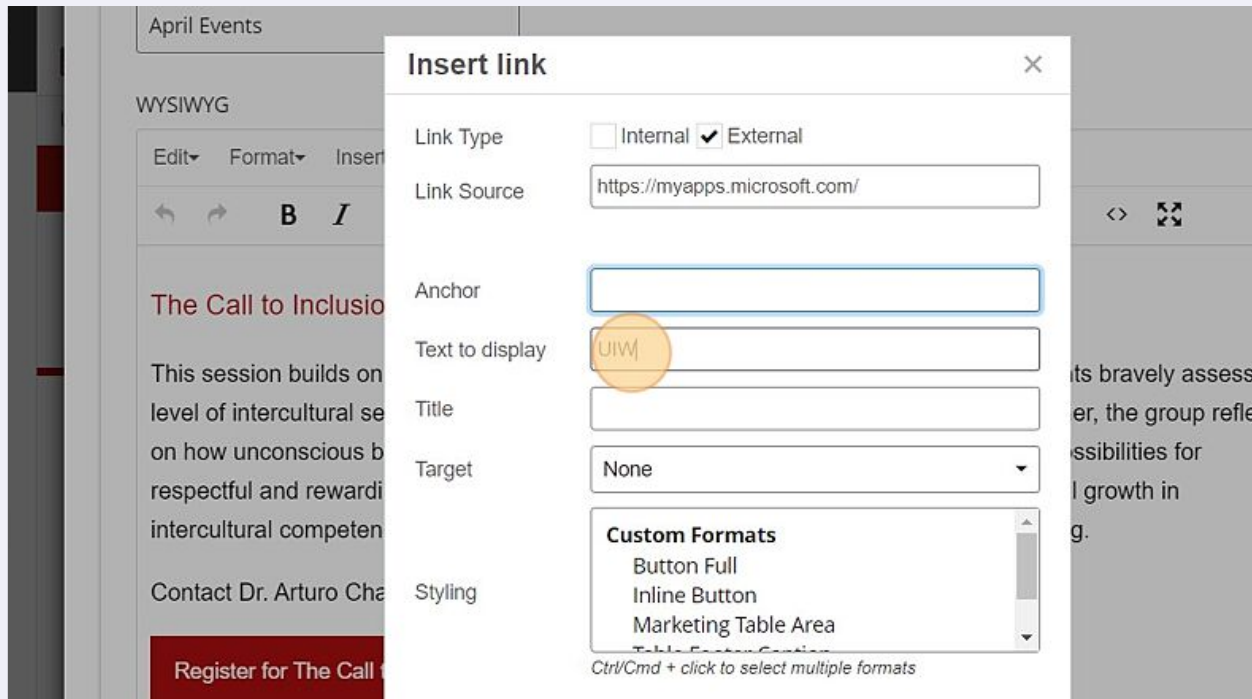 April Events
WYSIWYG
Edit Format Insert
B I
Insert link
Link Type Internal External
Link Source https://myapps.microsoft.com/
Anchor
Text to display UIW
Title
Target None
Styling
Custom Formats
Button Full
Inline Button
Marketing Table Area
Table Footer Caption
Ctrl/Cmd + click to select multiple formats
The Call to Inclusio
This session builds on ts bravely assess
level of intercultural se er, the group refle
on how unconscious b ssibilities for
respectful and rewardi l growth in
intercultural competen g.
Contact Dr. Arturo Cha
Register for The Call t